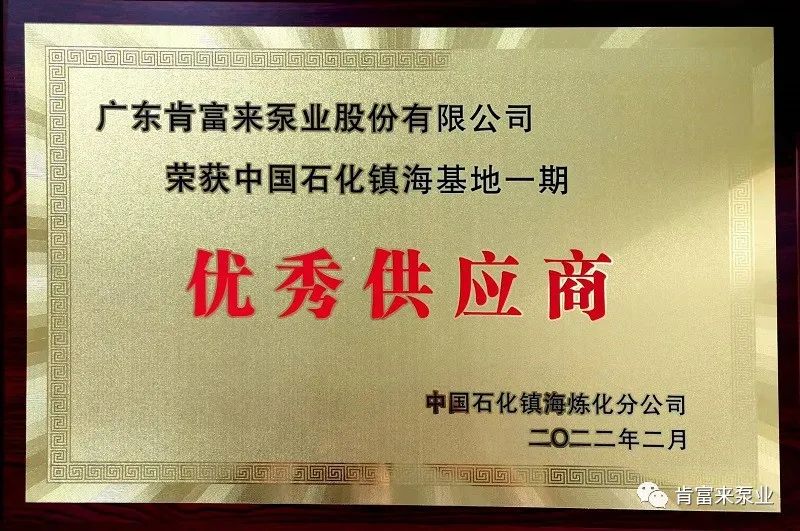 广东肯富来泵业股份有限公司
荣获中国石化镇海基地一期
优秀供应商
中国石化镇海炼化分公司
二〇二二年二月
肯富来泵业